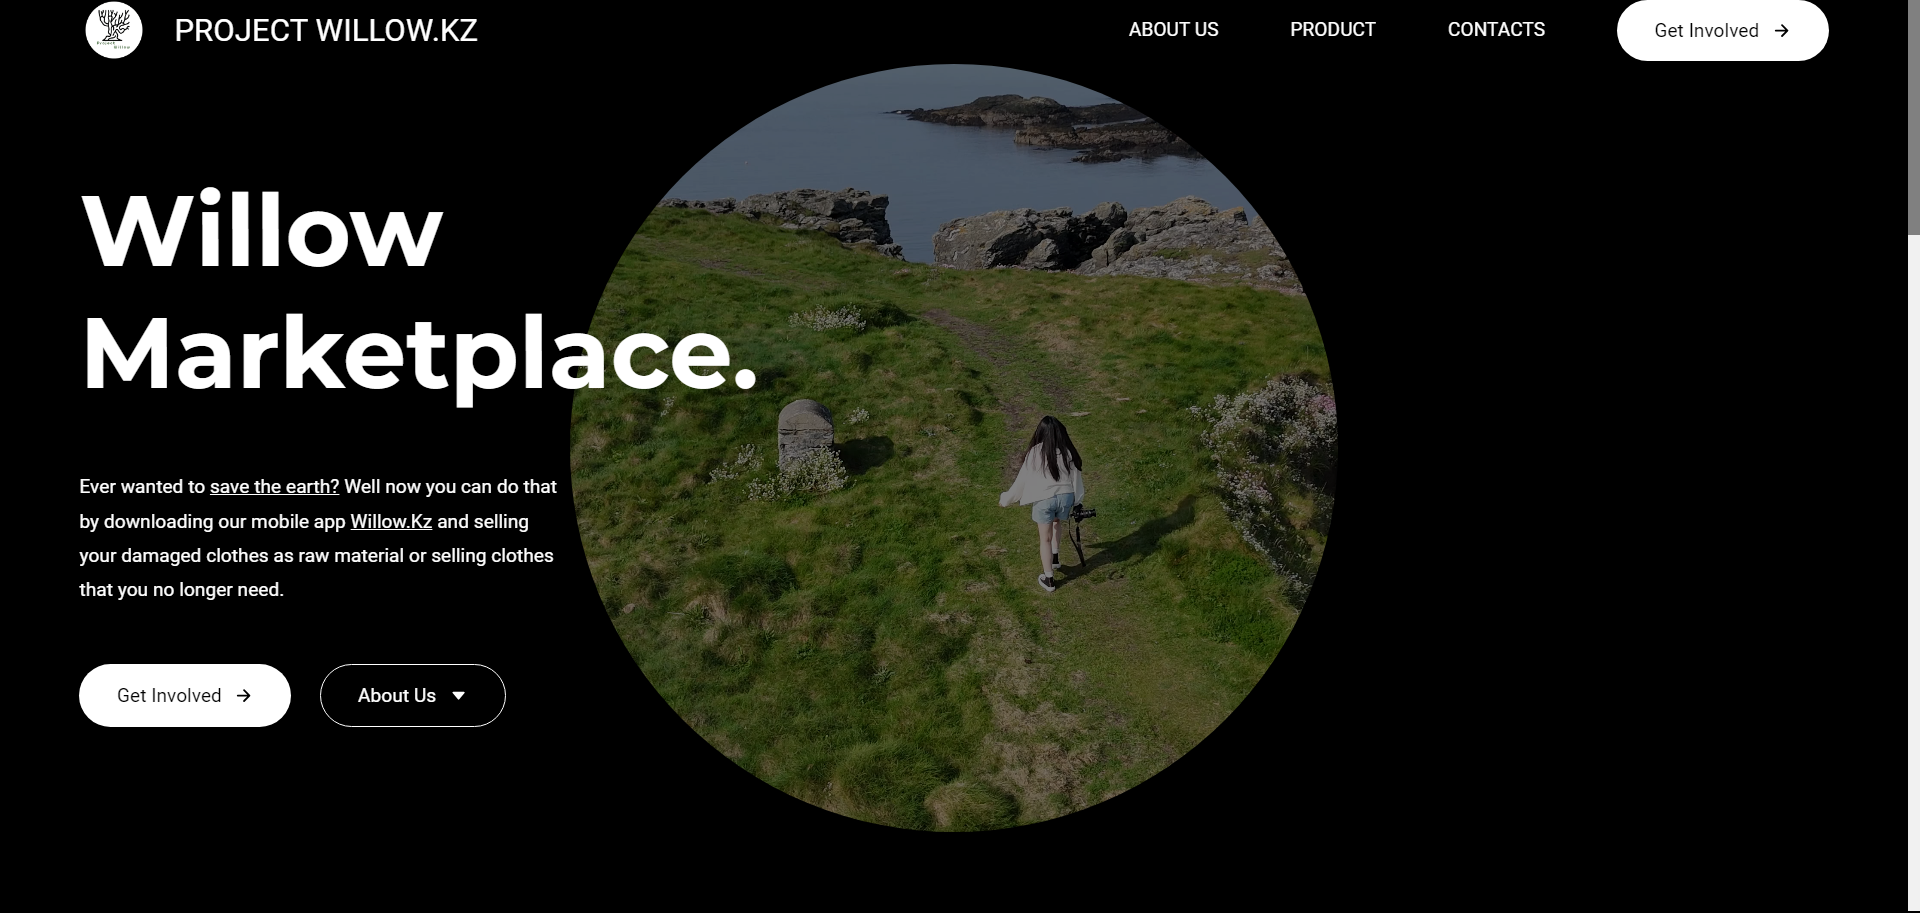 PROJECT WILLOW.KZ
ABOUT US
PRODUCT
CONTACTS
Get Involved
Willow
Marketplace.
Ever wanted to save the earth? Well now you can do that
by downloading our mobile app Willow.Kz and selling
your damaged clothes as raw material or selling clothes
that you no longer need.
Get Involved
About Us